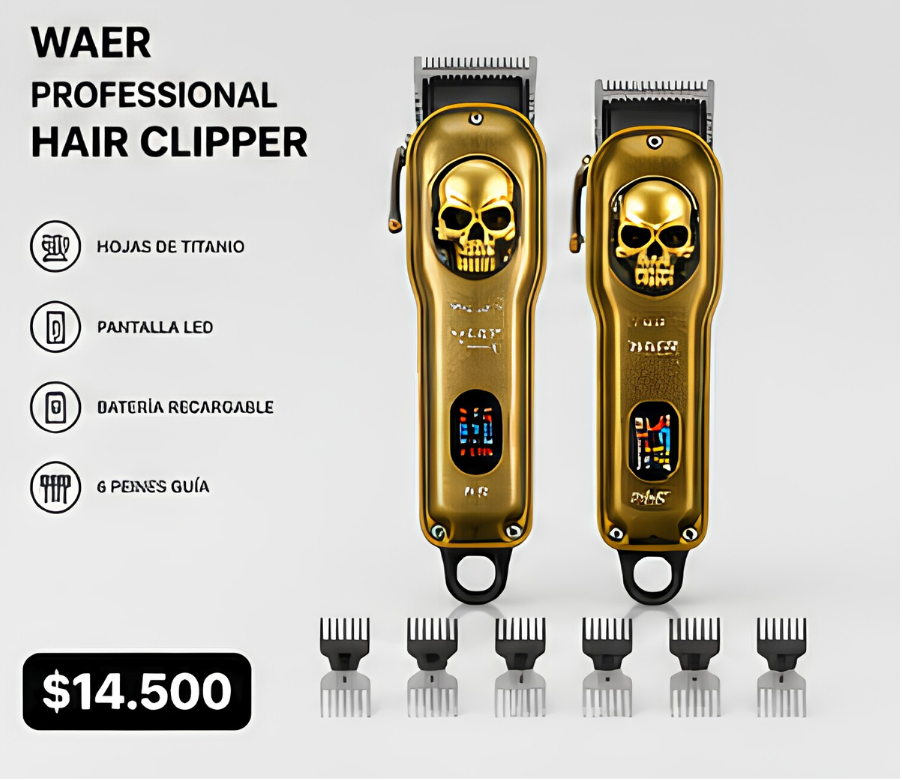 WAER
PROFESSIONAL
HAIR CLIPPER
HOJAS DE TITANIO
PANTALLA LED
BATERÍA RECARGABLE
6 PEINES GUÍA
$14.500